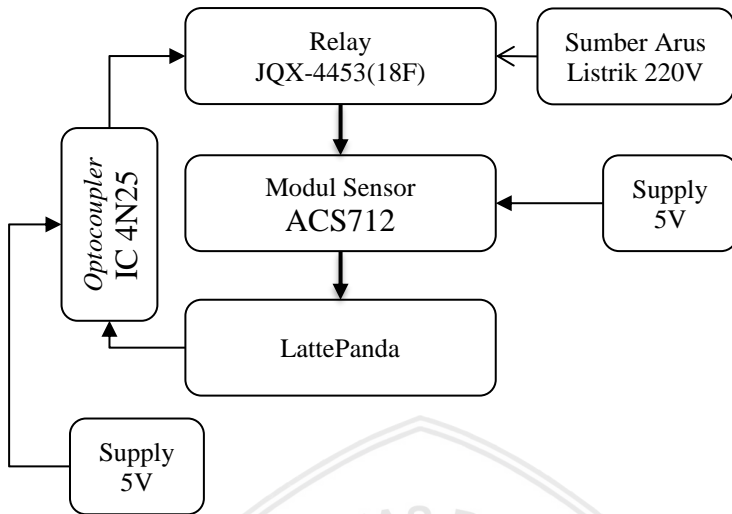 Relay
JQX-4453(18F)
Sumber Arus
Listrik 220V
Optocoupler
IC 4N25
Modul Sensor
ACS712
Supply
5V
LattePanda
Supply
5V